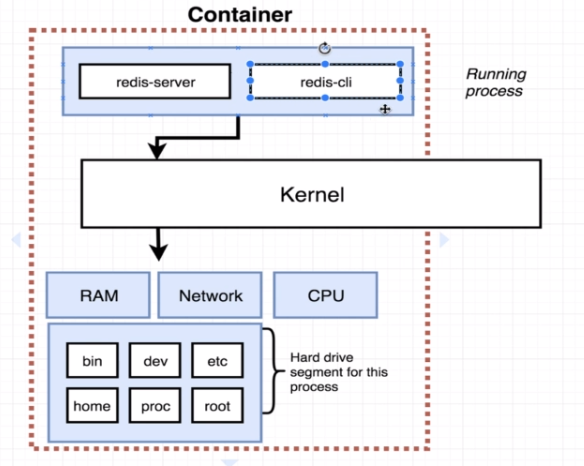 Container
redis-server
redis-cli
Running
process
Kernel
RAM
Network
CPU
bin
dev
etc
home
proc
root
Hard drive
segment for this
process